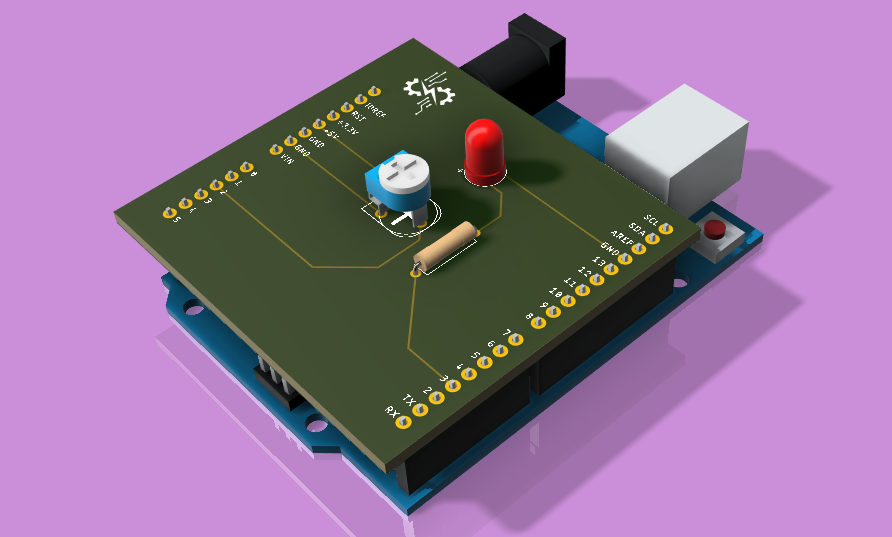 IOREF
RST
+3.3V
+5V
GND
GND
VIN
0
1
2
3
4
5
+
SCL
SDA
AREF
GND
13
12
11
10
9
8
7
6
5
4
3
2
TX
RX